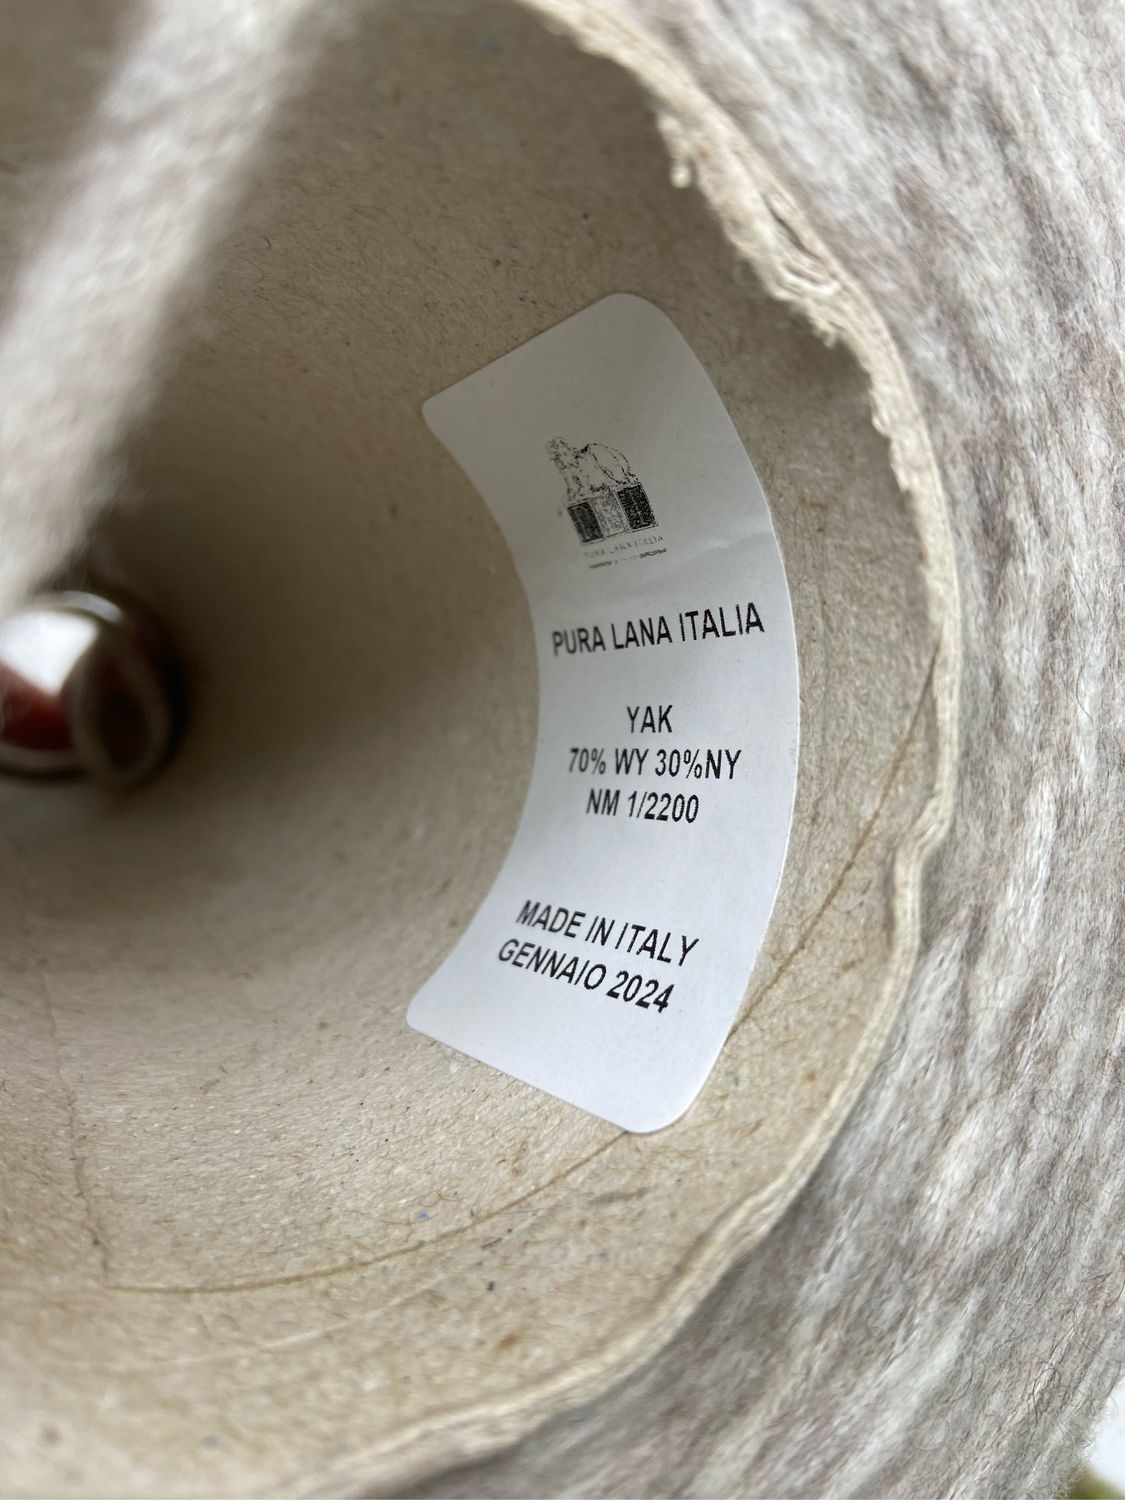 PURA LANA ITALIA
PURA LANA ITALIA
YAK
70% WY 30%NY
NM 1/2200
MADE IN ITALY
GENNAIO 2024